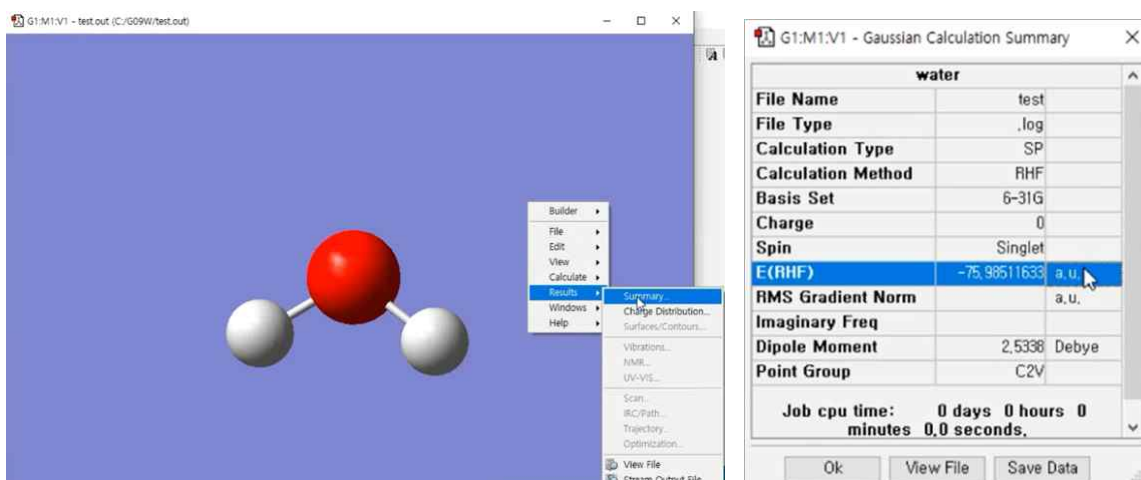 G1:M1:V1 - test.out (C:/G09W/test.out)
Builder
File
Edit
View
Calculate
Results
Windows
Help
Summary...
Charge Distribution...
Surfaces/Contours...
Vibrations...
NMR...
UV-VIS...
Scan...
IRC/Path...
Trajectory...
Optimization...
View File
Stream Output File
G1:M1:V1 - Gaussian Calculation Summary
water
File Name test
File Type .log
Calculation Type SP
Calculation Method RHF
Basis Set 6-31G
Charge 0
Spin Singlet
E(RHF) -75.98511633 a.u.
RMS Gradient Norm a.u.
Imaginary Freq
Dipole Moment 2.5338 Debye
Point Group C2V
Job cpu time: 0 days 0 hours 0
minutes 0.0 seconds.
Ok View File Save Data